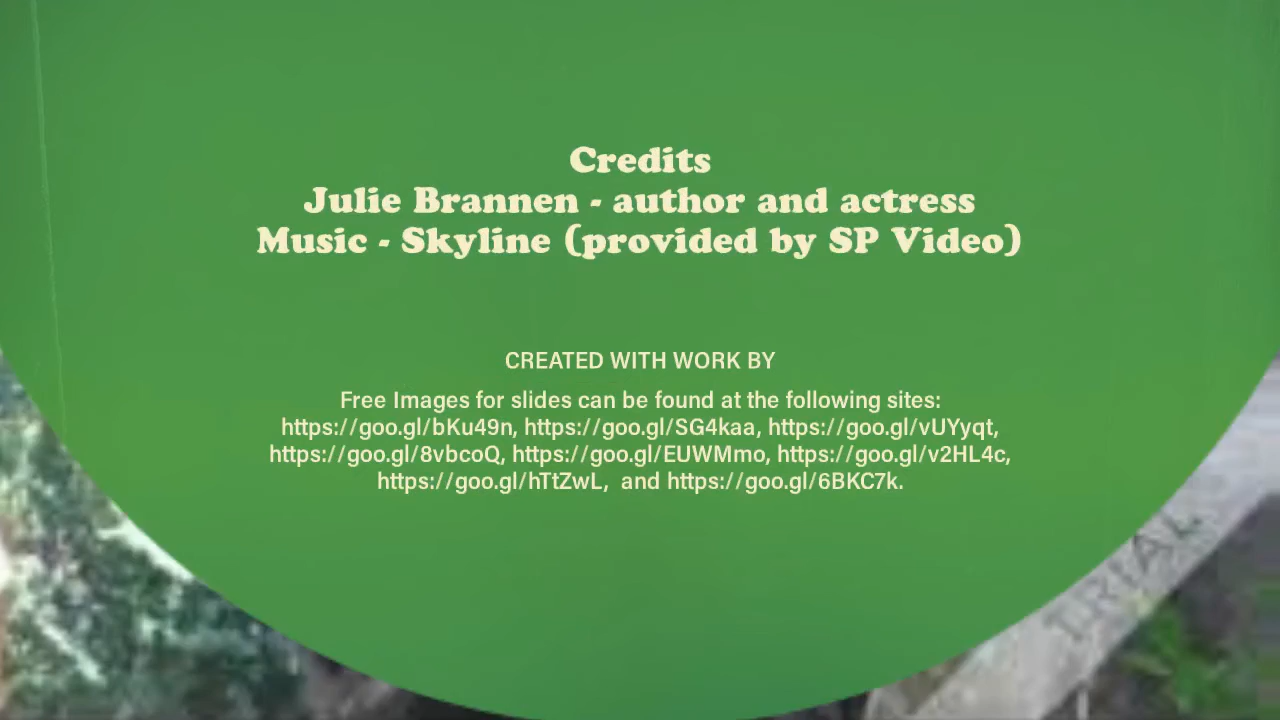 Credits
Julie Brannen - author and actress
Music - Skyline (provided by SP Video)
CREATED WITH WORK BY
Free Images for slides can be found at the following sites:
https://goo.gl/bKu49n, https://goo.gl/SG4kaa, https://goo.gl/vUYyqt,
https://goo.gl/8vbcoQ, https://goo.gl/EUWMmo, https://goo.gl/v2HL4c,
https://goo.gl/hTtZwL,  and https://goo.gl/6BKC7k.
TRIAL